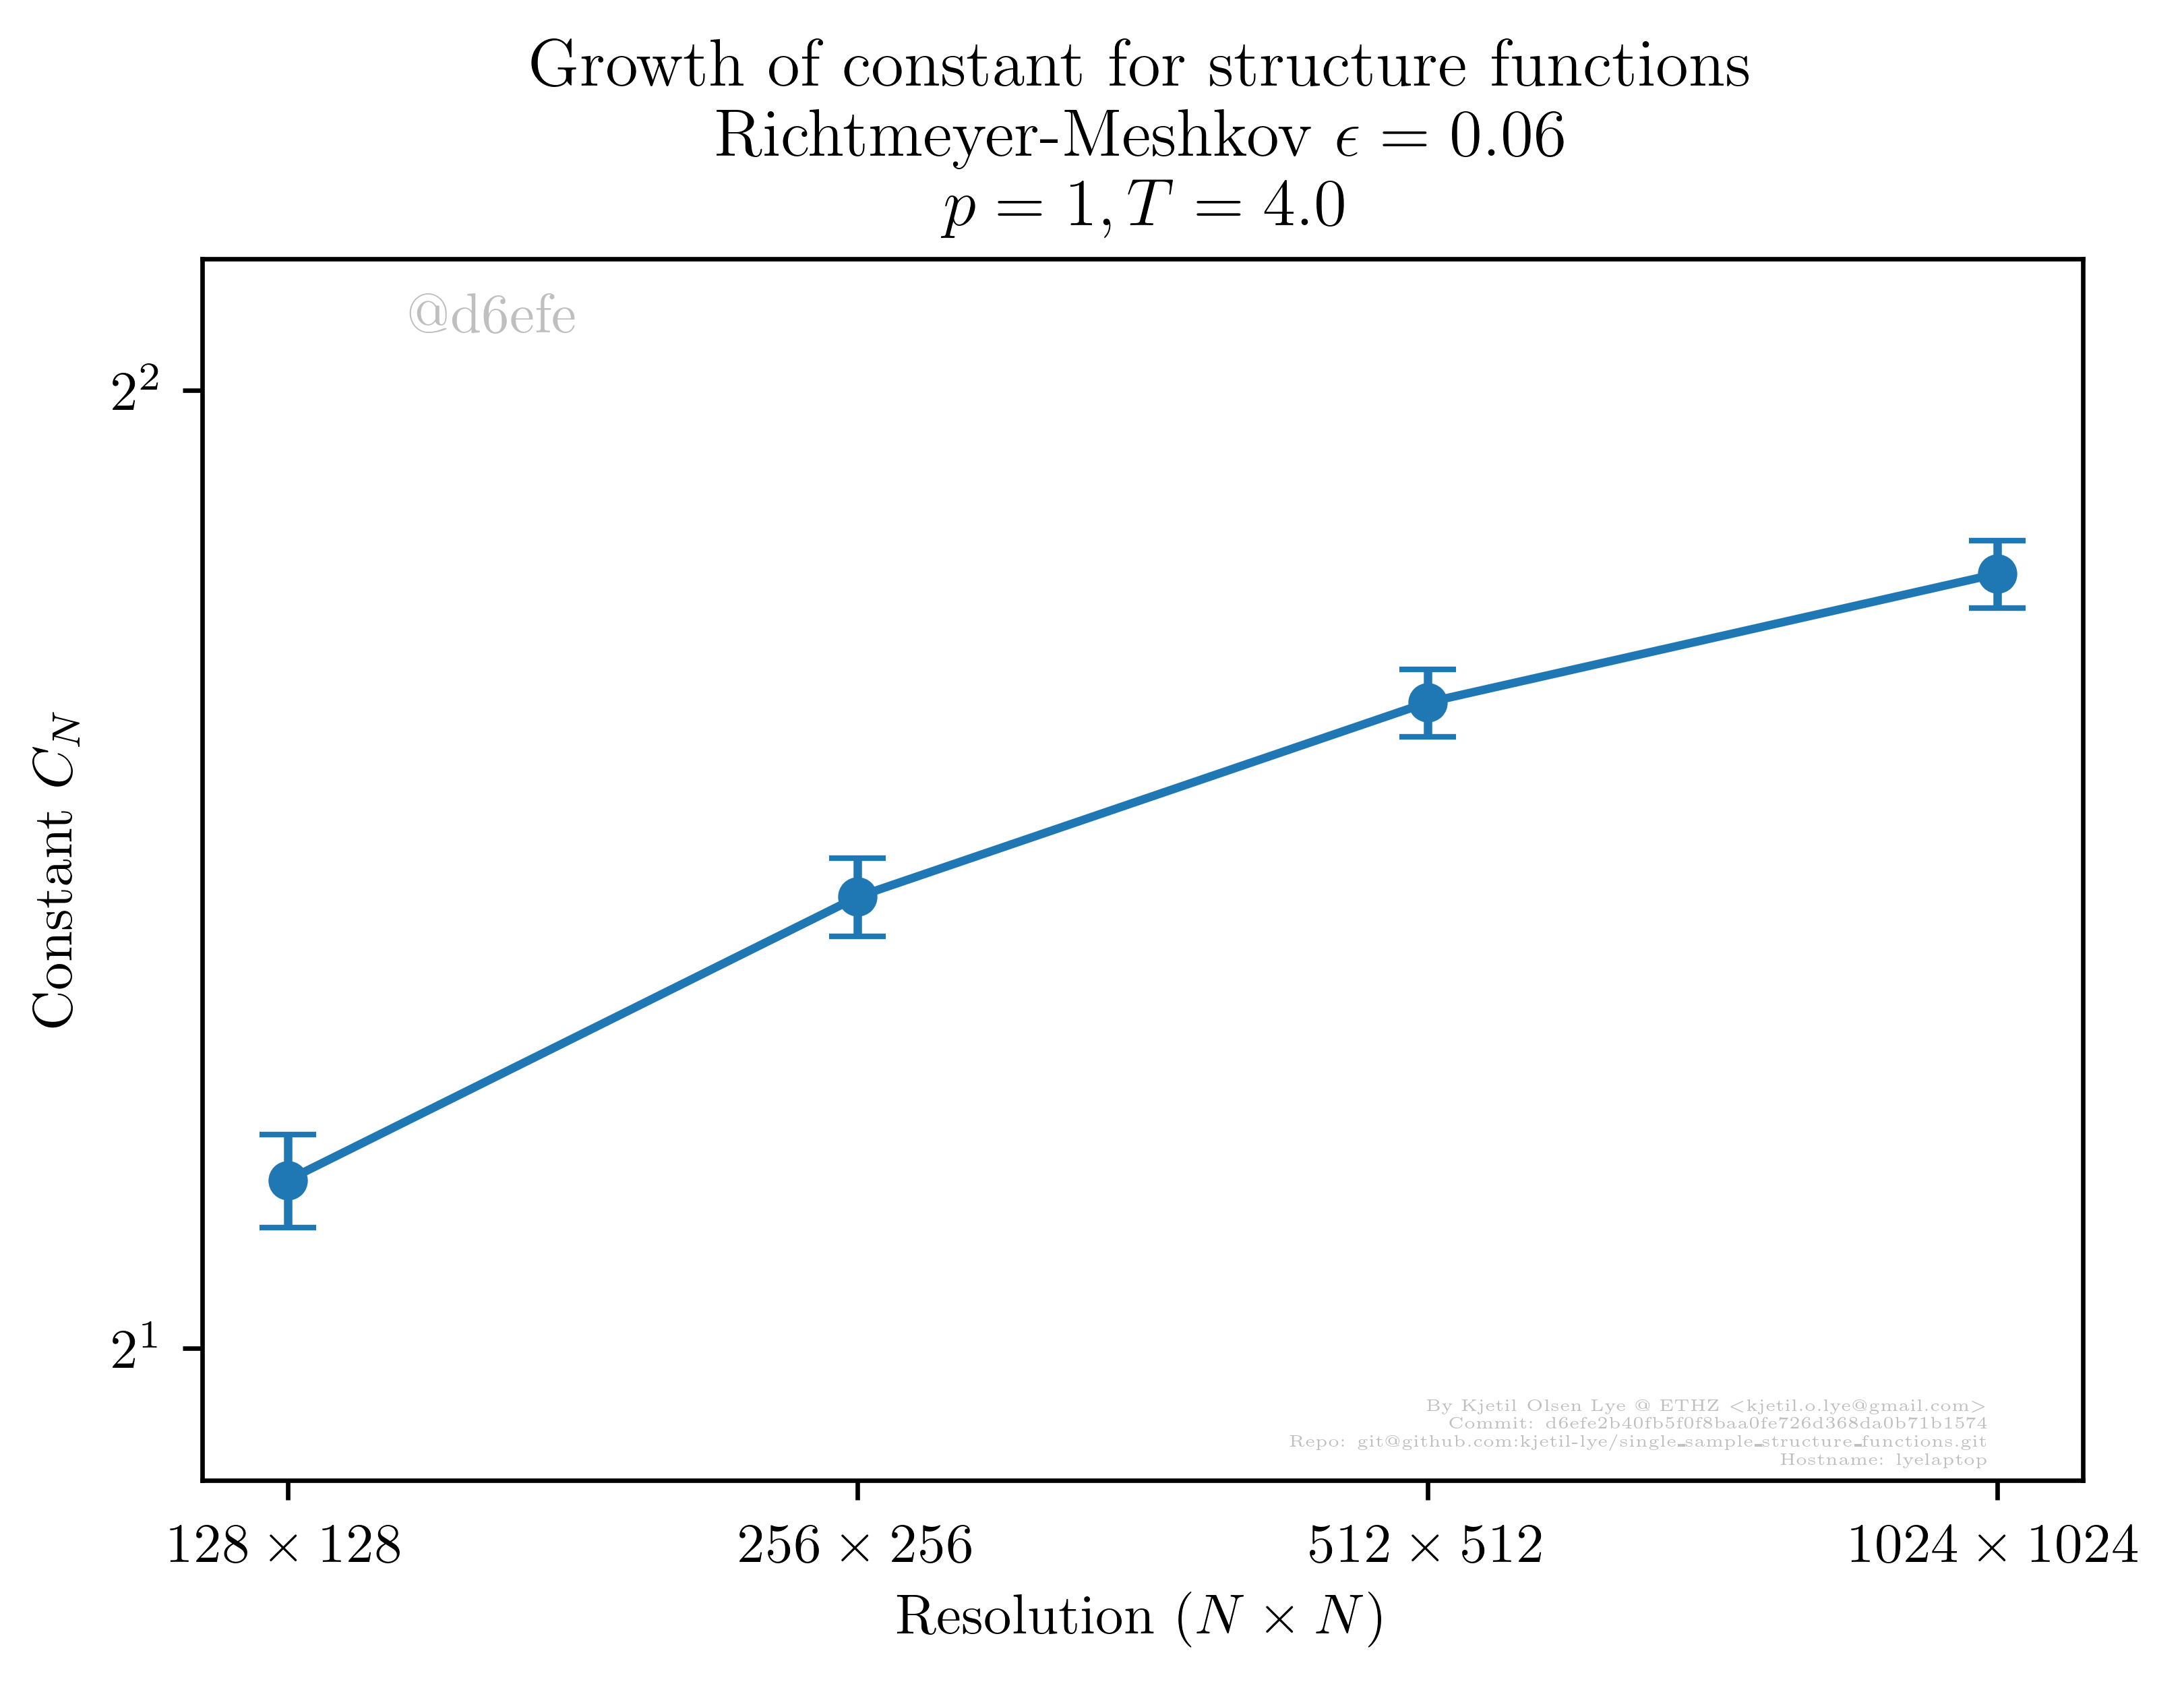 Growth of constant for structure functions
Richtmeyer-Meshkov ϵ = 0.06
p = 1, T = 4.0
@d6efe
2²
Constant C_N
2¹
By Kjetil Olsen Lye @ ETHZ <kjetil.o.lye@gmail.com>
Commit: d6efe2b40fb5f0f8baa0fe726d368da0b71b1574
Repo: git@github.com:kjetil-lye/single_sample_structure_functions.git
Hostname: lyelaptop
128 × 128
256 × 256
512 × 512
1024 × 1024
Resolution (N × N)